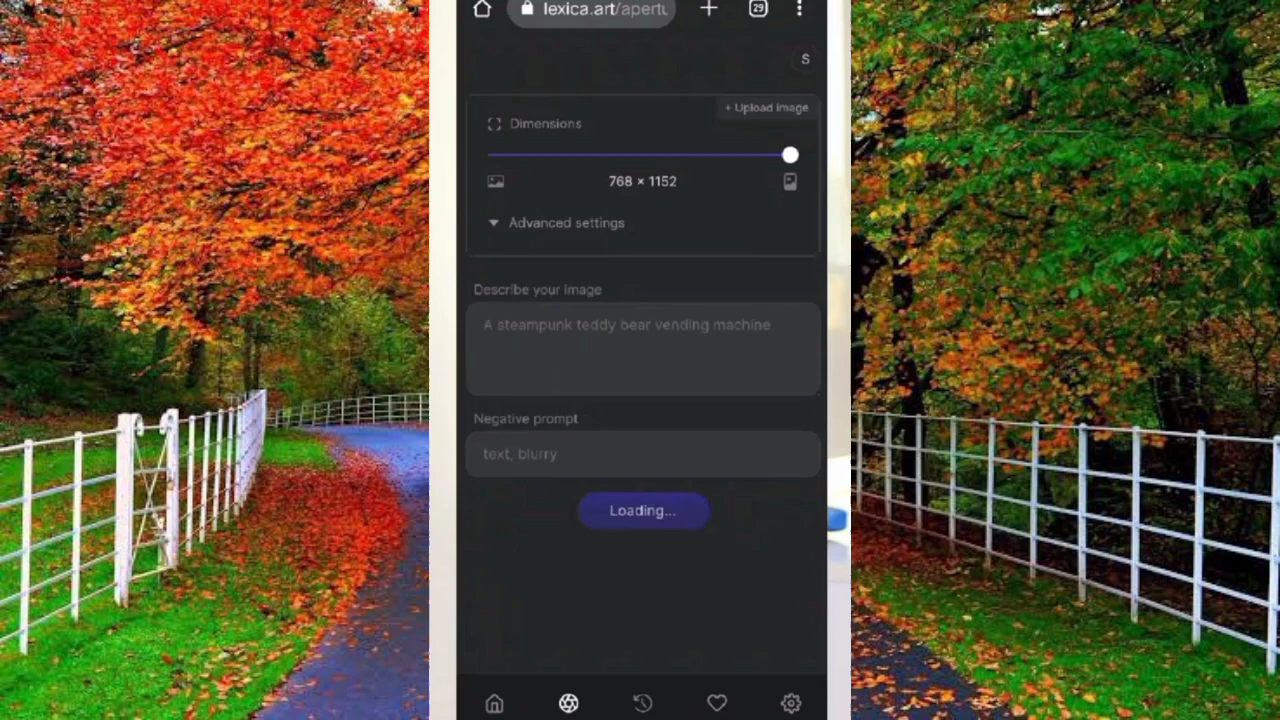 lexica.art/apertu
29
S
+ Upload image
Dimensions
768 × 1152
Advanced settings
Describe your image
A steampunk teddy bear vending machine
Negative prompt
text, blurry
Loading...